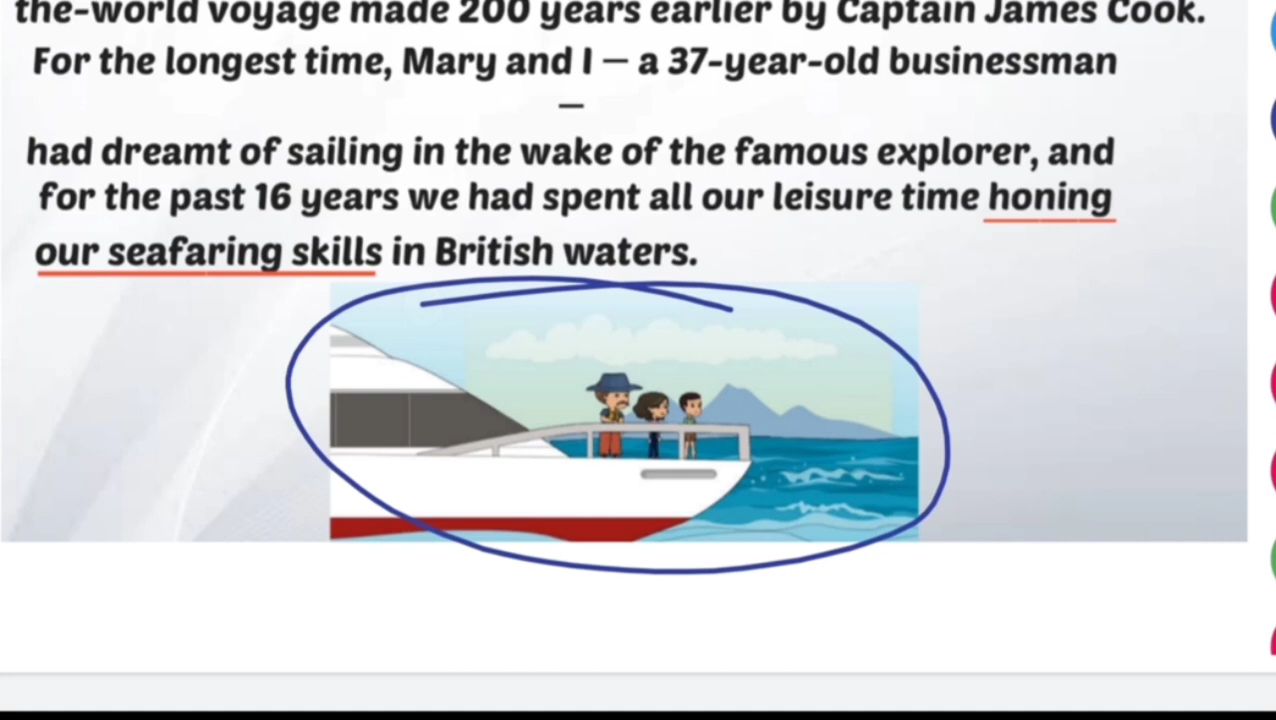 the-world voyage made 200 years earlier by Captain James Cook.
For the longest time, Mary and I — a 37-year-old businessman
—
had dreamt of sailing in the wake of the famous explorer, and
for the past 16 years we had spent all our leisure time honing
our seafaring skills in British waters.